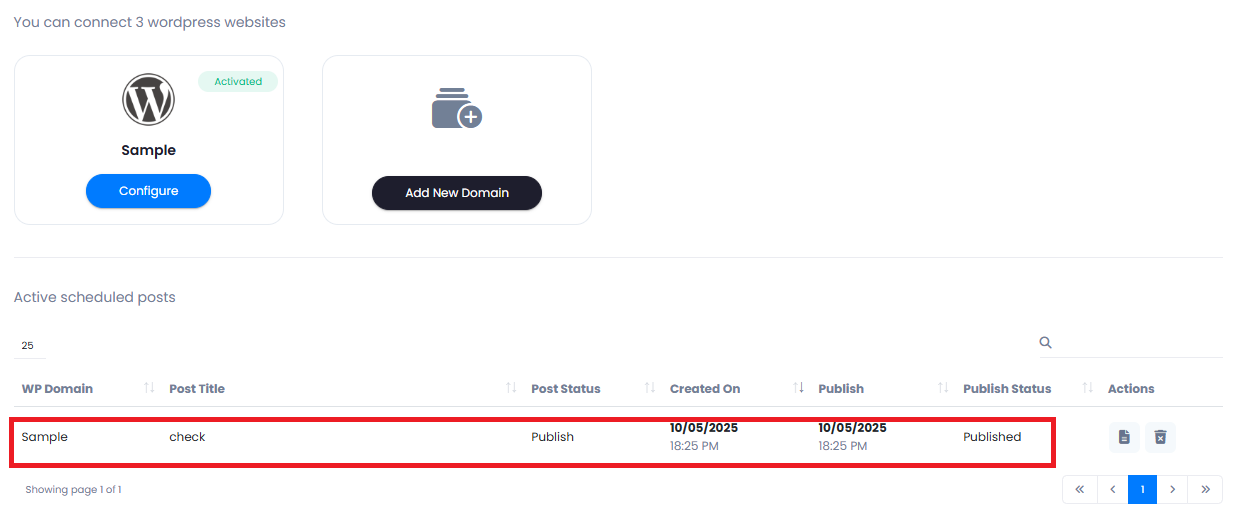 You can connect 3 wordpress websites
Activated
Sample
Configure
Add New Domain
Active scheduled posts
25
WP Domain Post Title Post Status Created On Publish Publish Status Actions
Sample check Publish 10/05/2025 10/05/2025 Published
18:25 PM 18:25 PM
Showing page 1 of 1
« ‹ 1 › »